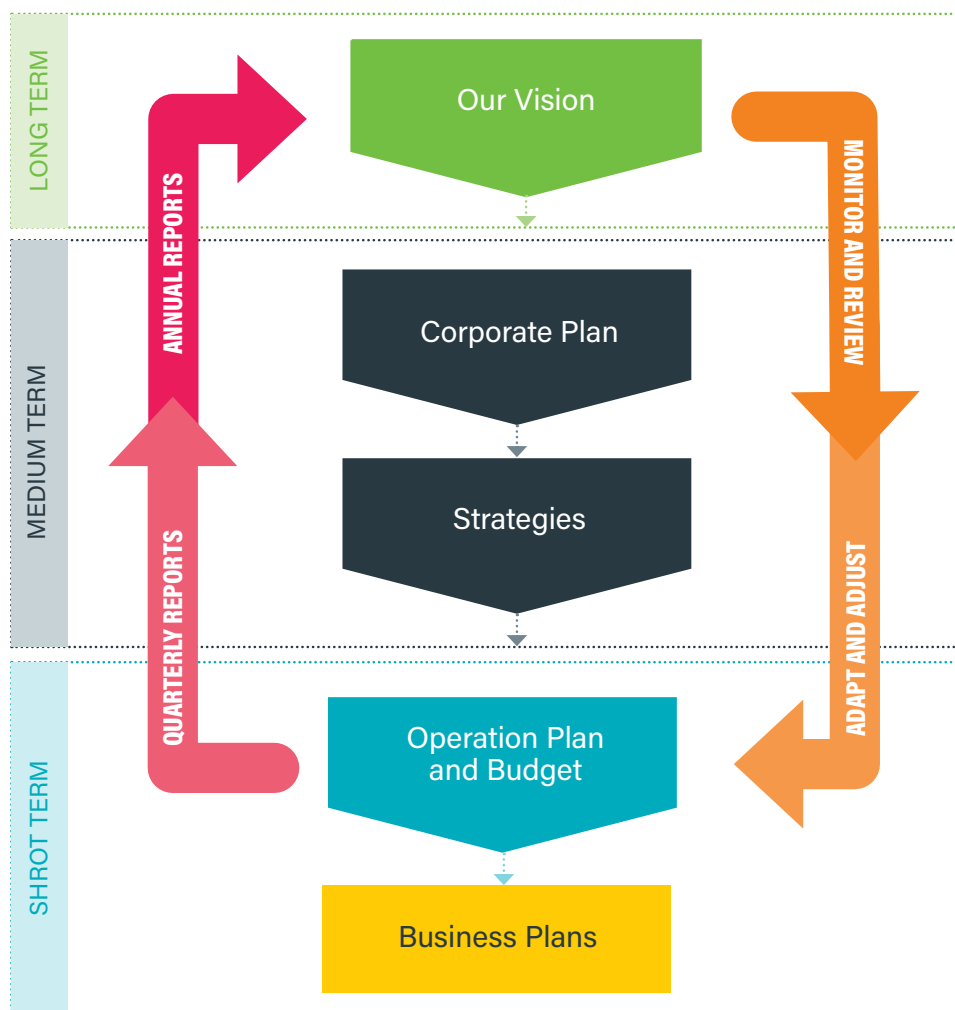 LONG TERM
Our Vision
ANNUAL REPORTS
MONITOR AND REVIEW
MEDIUM TERM
Corporate Plan
Strategies
QUARTERLY REPORTS
ADAPT AND ADJUST
SHROT TERM
Operation Plan
and Budget
Business Plans